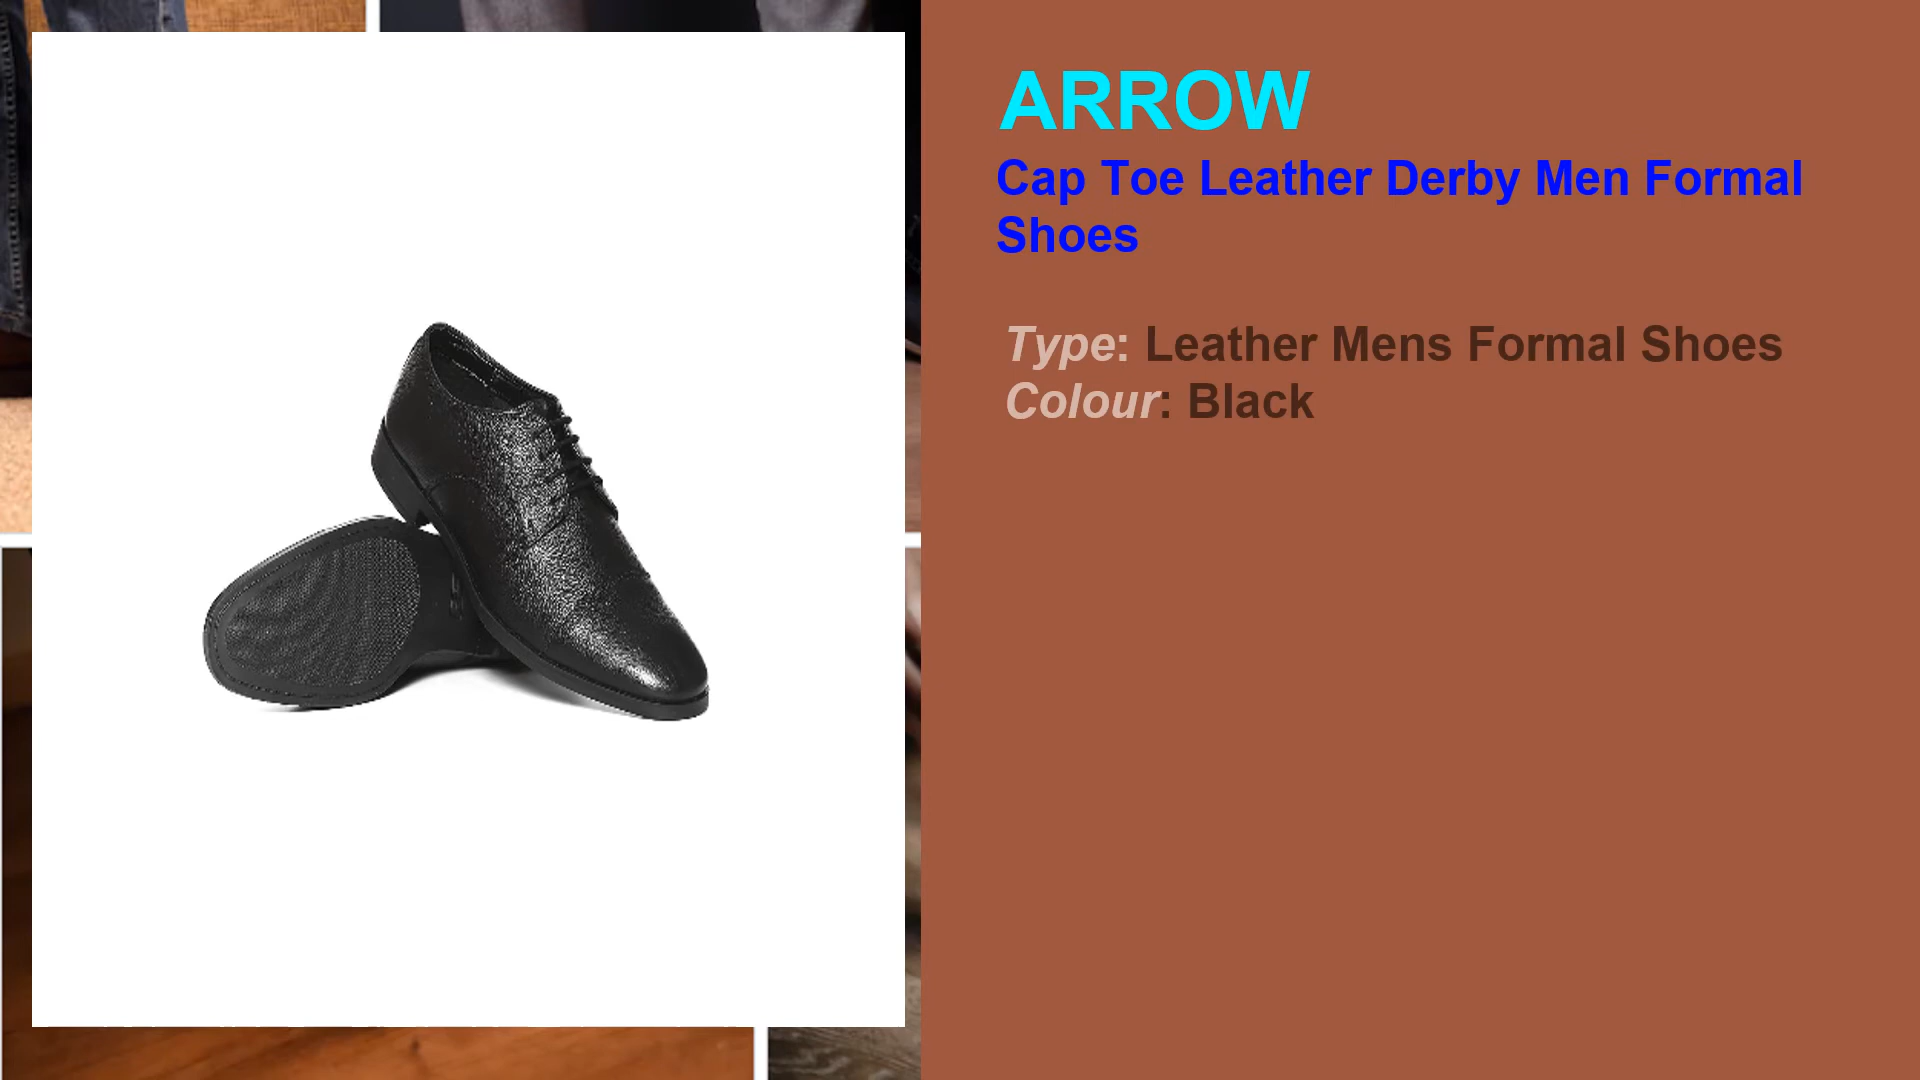 ARROW
Cap Toe Leather Derby Men Formal
Shoes
Type: Leather Mens Formal Shoes
Colour: Black